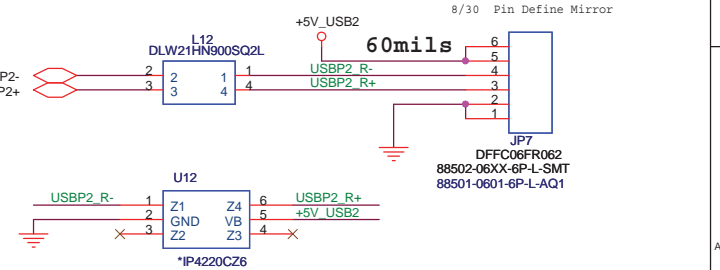 8/30 Pin Define Mirror
+5V_USB2
L12
DLW21HN900SQ2L
60mils
6
5
P2-
2 2 1 1 USBP2_R- 4
P2+
3 3 4 4 USBP2_R+ 3
2
1
JP7
DFFC06FR062
88502-06XX-6P-L-SMT
88501-0601-6P-L-AQ1
U12
USBP2_R- 1 Z1 Z4 6 USBP2_R+
2 GND VB 5 +5V_USB2
3 Z2 Z3 4
*IP4220CZ6
A